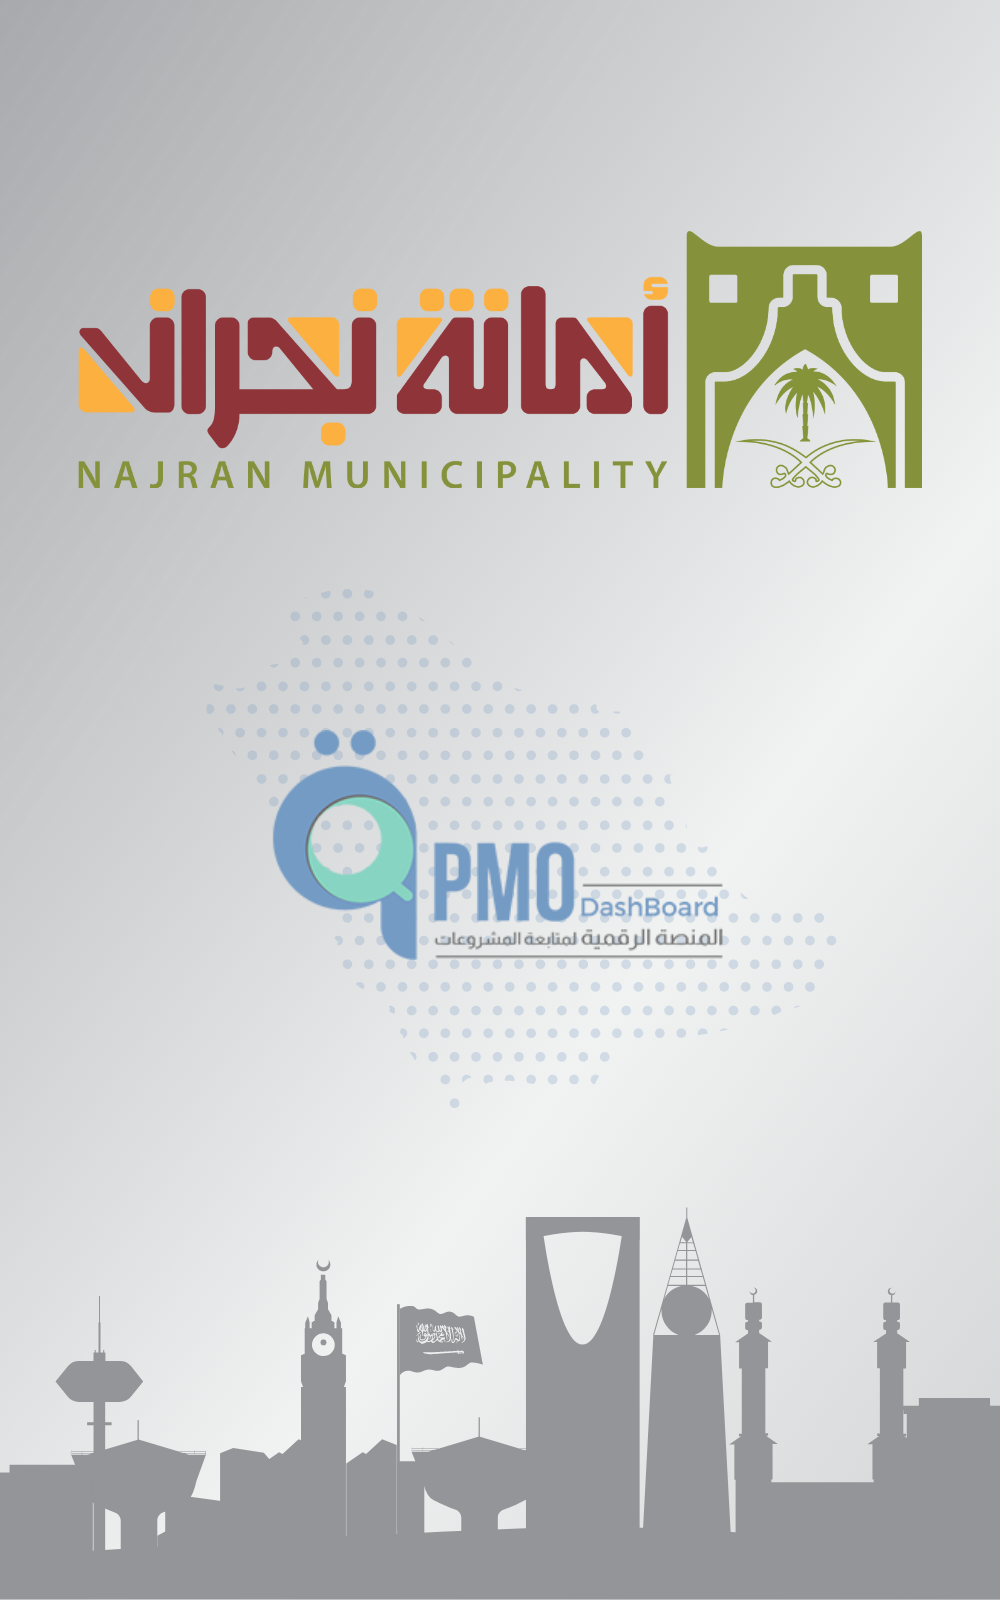 أمانة نجران
NAJRAN MUNICIPALITY
PMO
DashBoard
المنصة الرقمية لمتابعة المشروعات